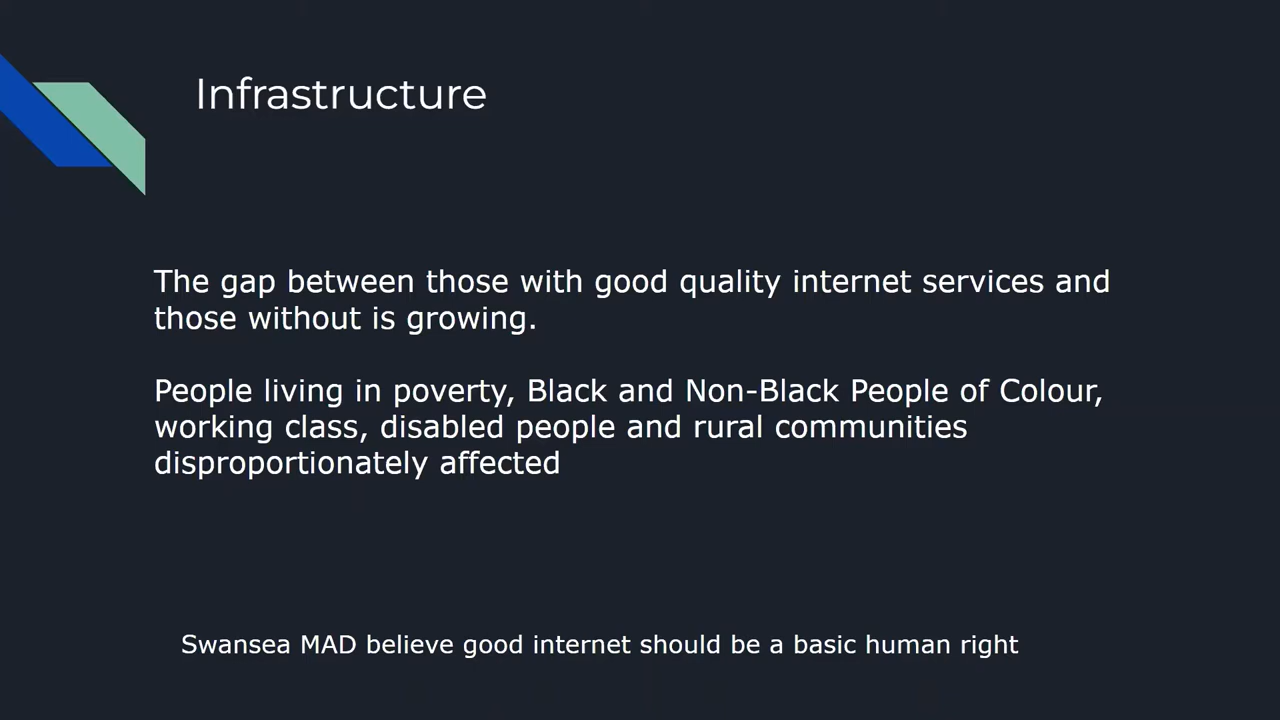 Infrastructure
The gap between those with good quality internet services and
those without is growing.
People living in poverty, Black and Non-Black People of Colour,
working class, disabled people and rural communities
disproportionately affected
Swansea MAD believe good internet should be a basic human right